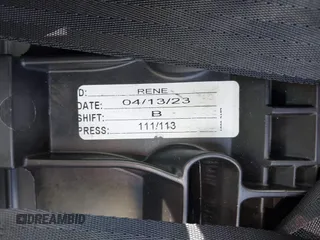 D: RENE
DATE: 04/13/23
SHIFT: B
PRESS: 111/113
DREAMBID